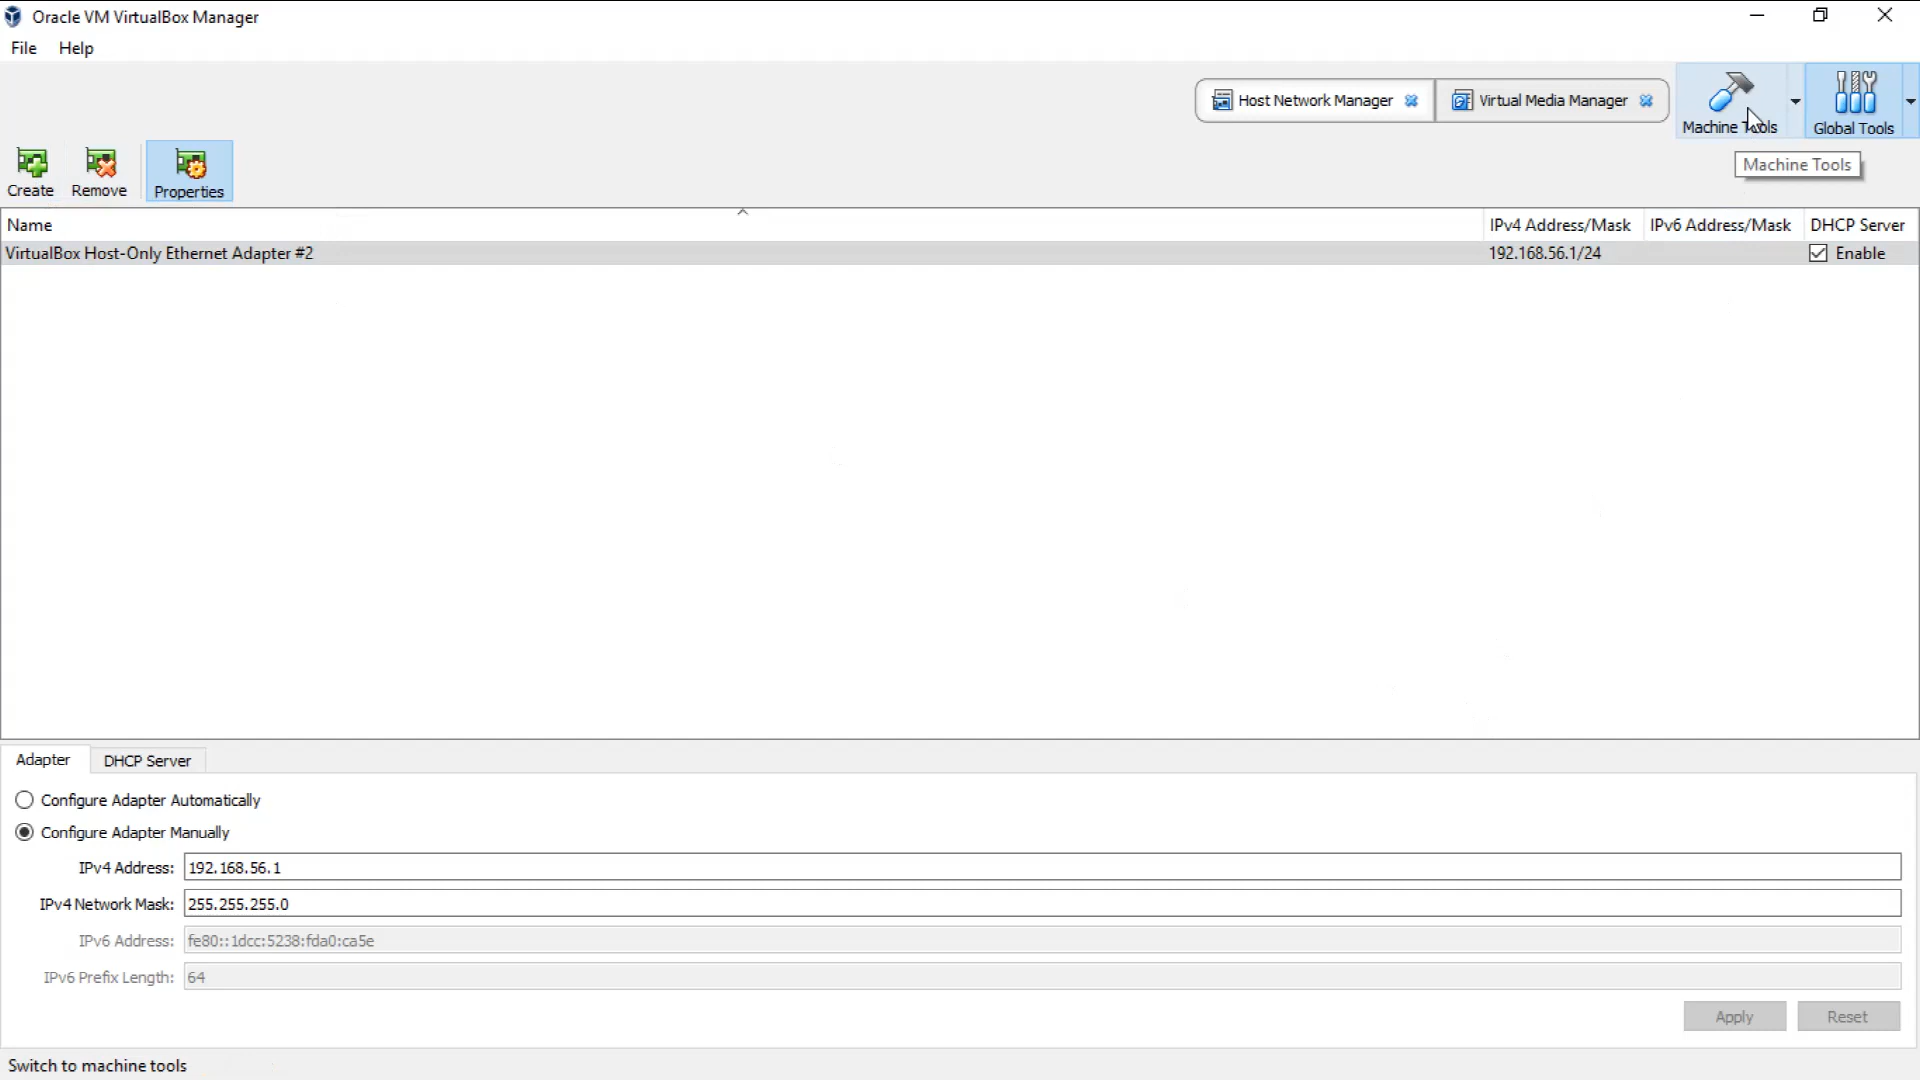 Oracle VM VirtualBox Manager
File Help
Host Network Manager Virtual Media Manager
Machine Tools Global Tools
Machine Tools
Create Remove Properties
Name IPv4 Address/Mask IPv6 Address/Mask DHCP Server
VirtualBox Host-Only Ethernet Adapter #2 192.168.56.1/24 Enable
Adapter DHCP Server
Configure Adapter Automatically
Configure Adapter Manually
IPv4 Address: 192.168.56.1
IPv4 Network Mask: 255.255.255.0
IPv6 Address: fe80::1dcc:5238:fda0:ca5e
IPv6 Prefix Length: 64
Apply Reset
Switch to machine tools